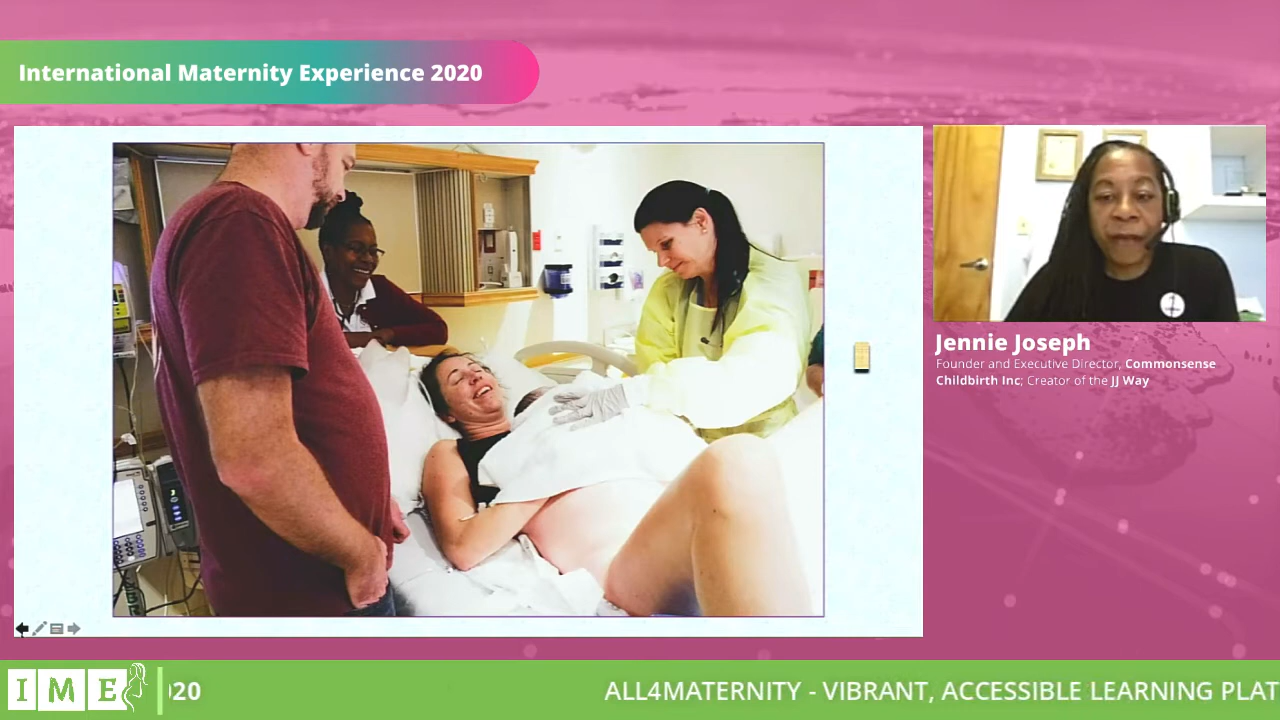 International Maternity Experience 2020
Jennie Joseph
Founder and Executive Director, Commonsense
Childbirth Inc; Creator of the JJ Way
IME
20
ALL4MATERNITY - VIBRANT, ACCESSIBLE LEARNING PLAT